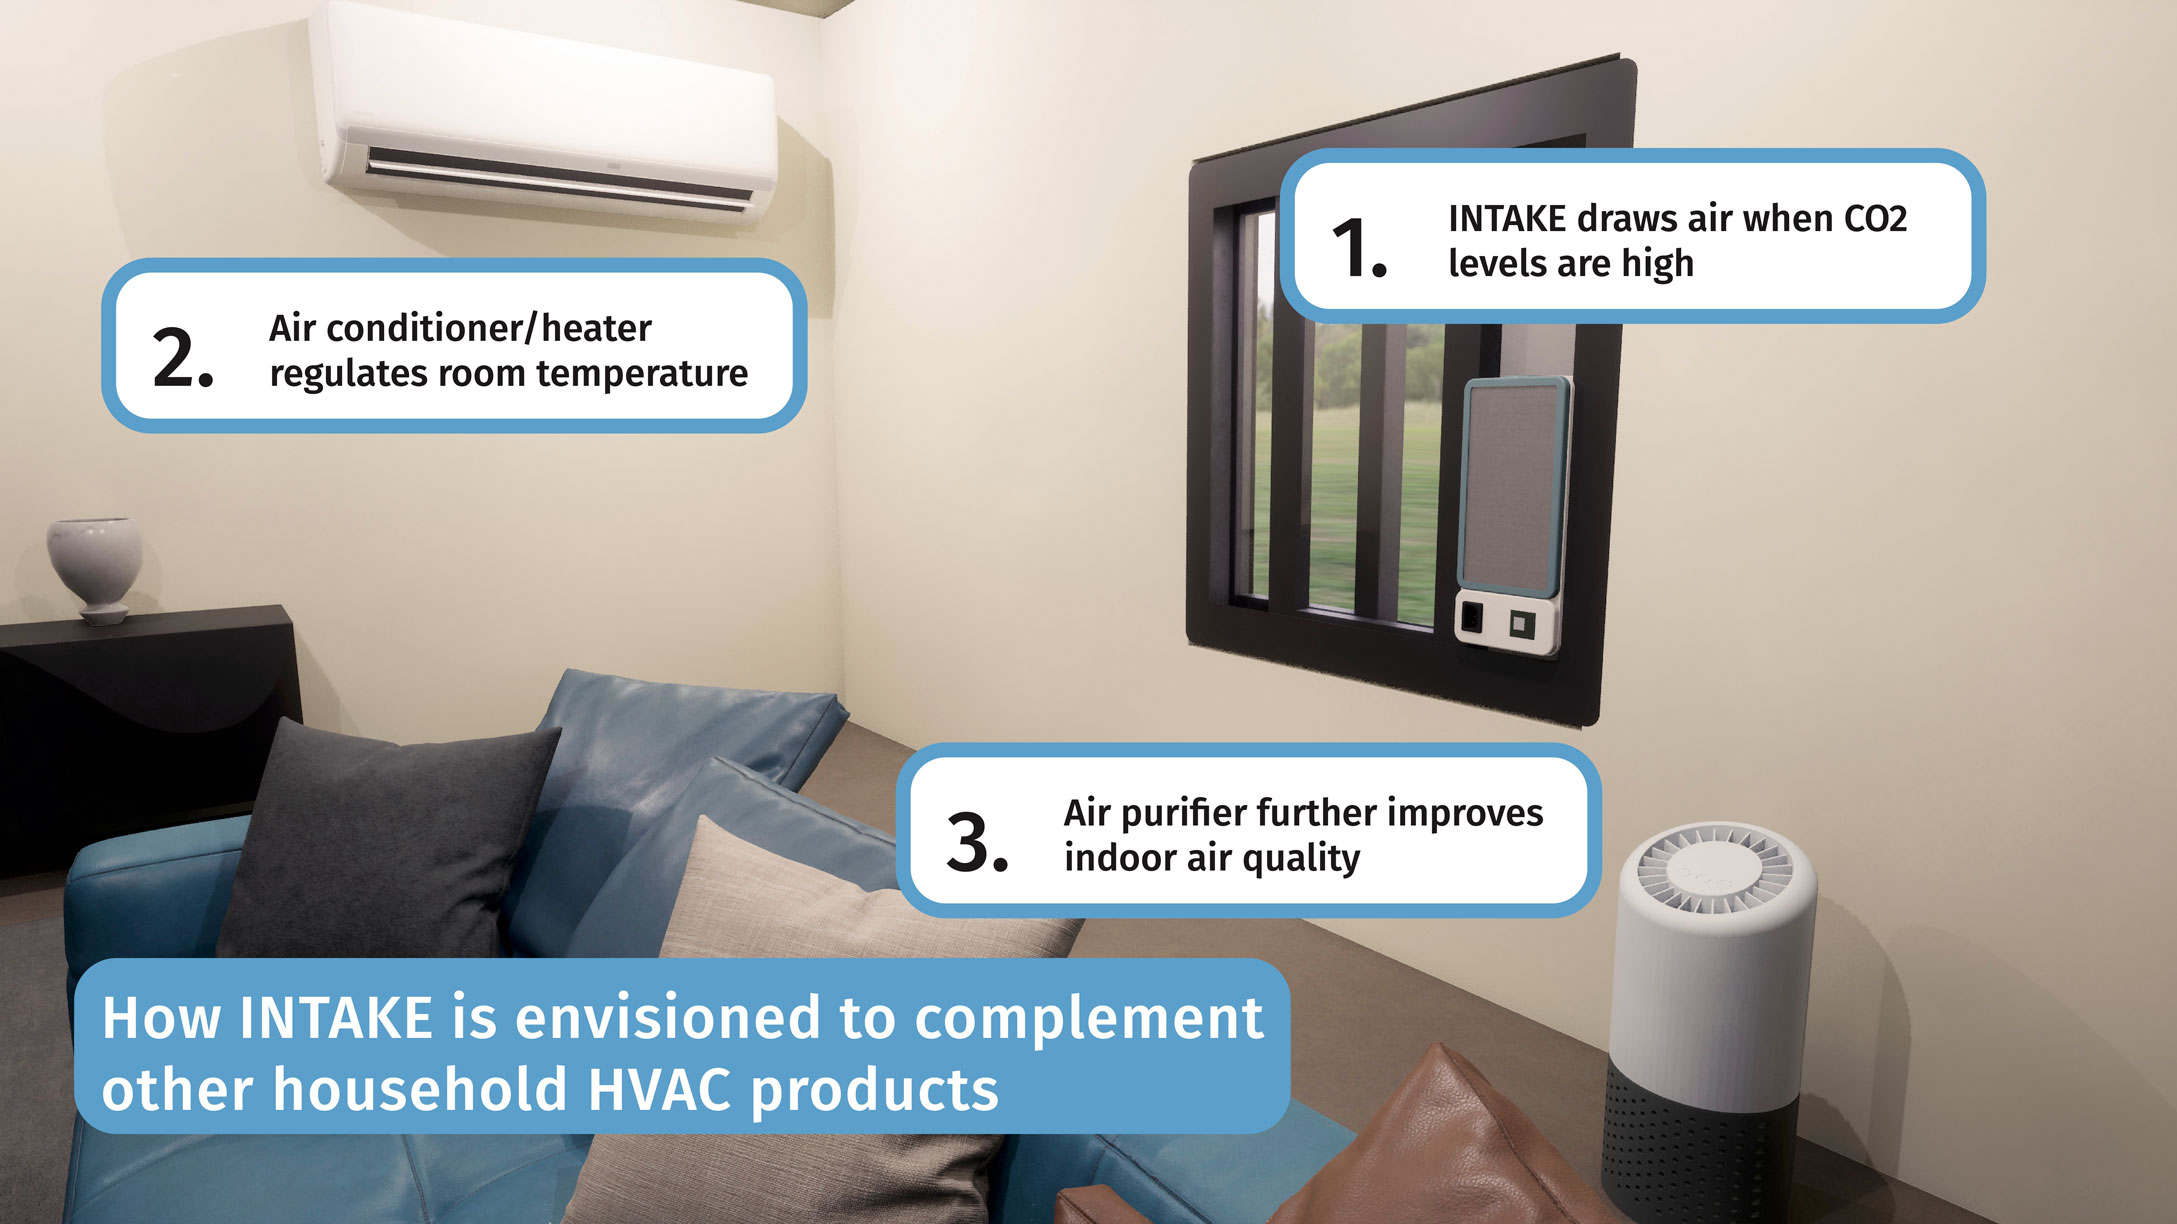 1.
INTAKE draws air when CO2
levels are high
2.
Air conditioner/heater
regulates room temperature
3.
Air purifier further improves
indoor air quality
How INTAKE is envisioned to complement
other household HVAC products